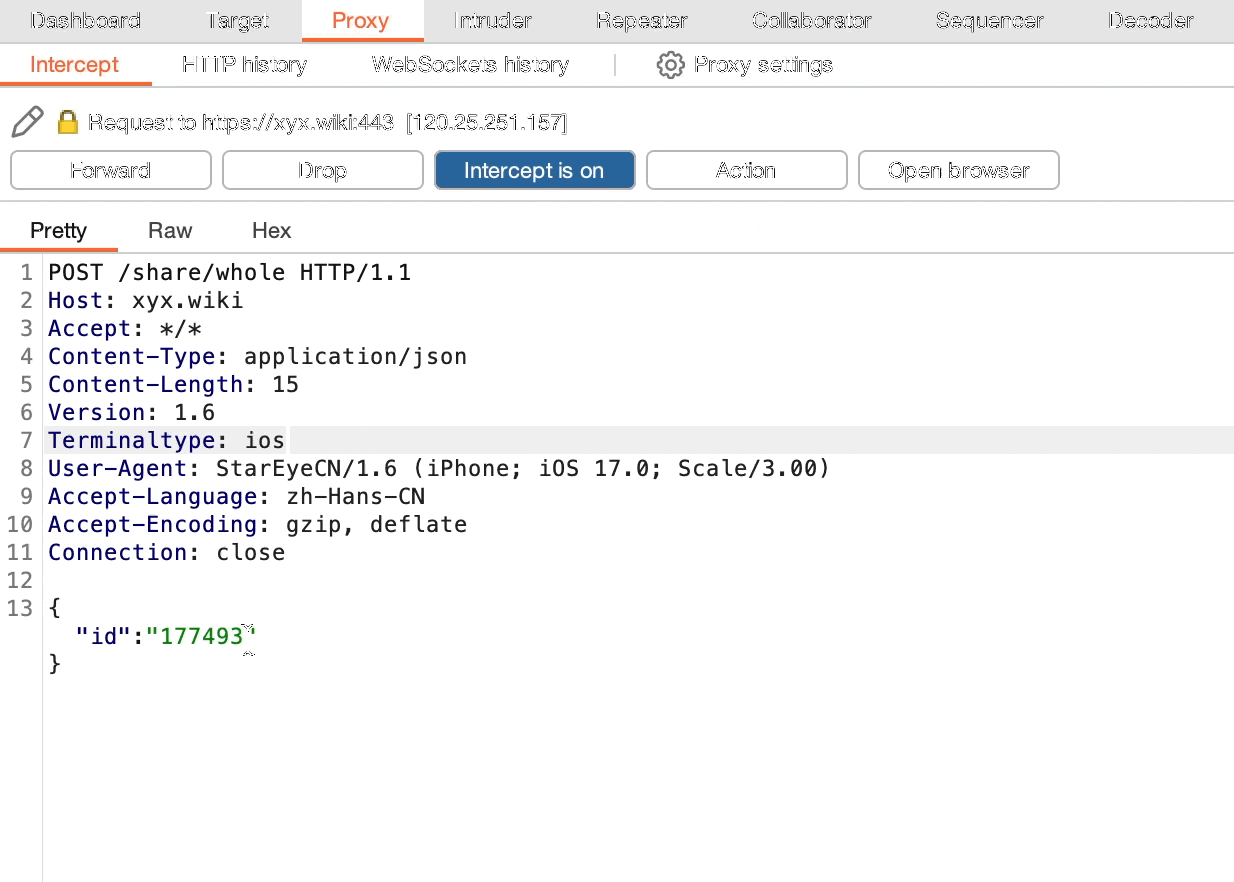 Dashboard Target Proxy Intruder Repeater Collaborator Sequencer Decoder
Intercept HTTP history WebSockets history Proxy settings
Request to https://xyx.wiki:443 [120.25.251.157]
Forward Drop Intercept is on Action Open browser
Pretty Raw Hex
1 POST /share/whole HTTP/1.1
2 Host: xyx.wiki
3 Accept: */*
4 Content-Type: application/json
5 Content-Length: 15
6 Version: 1.6
7 Terminaltype: ios
8 User-Agent: StarEyeCN/1.6 (iPhone; iOS 17.0; Scale/3.00)
9 Accept-Language: zh-Hans-CN
10 Accept-Encoding: gzip, deflate
11 Connection: close
12
13 {
"id":"177493"
}